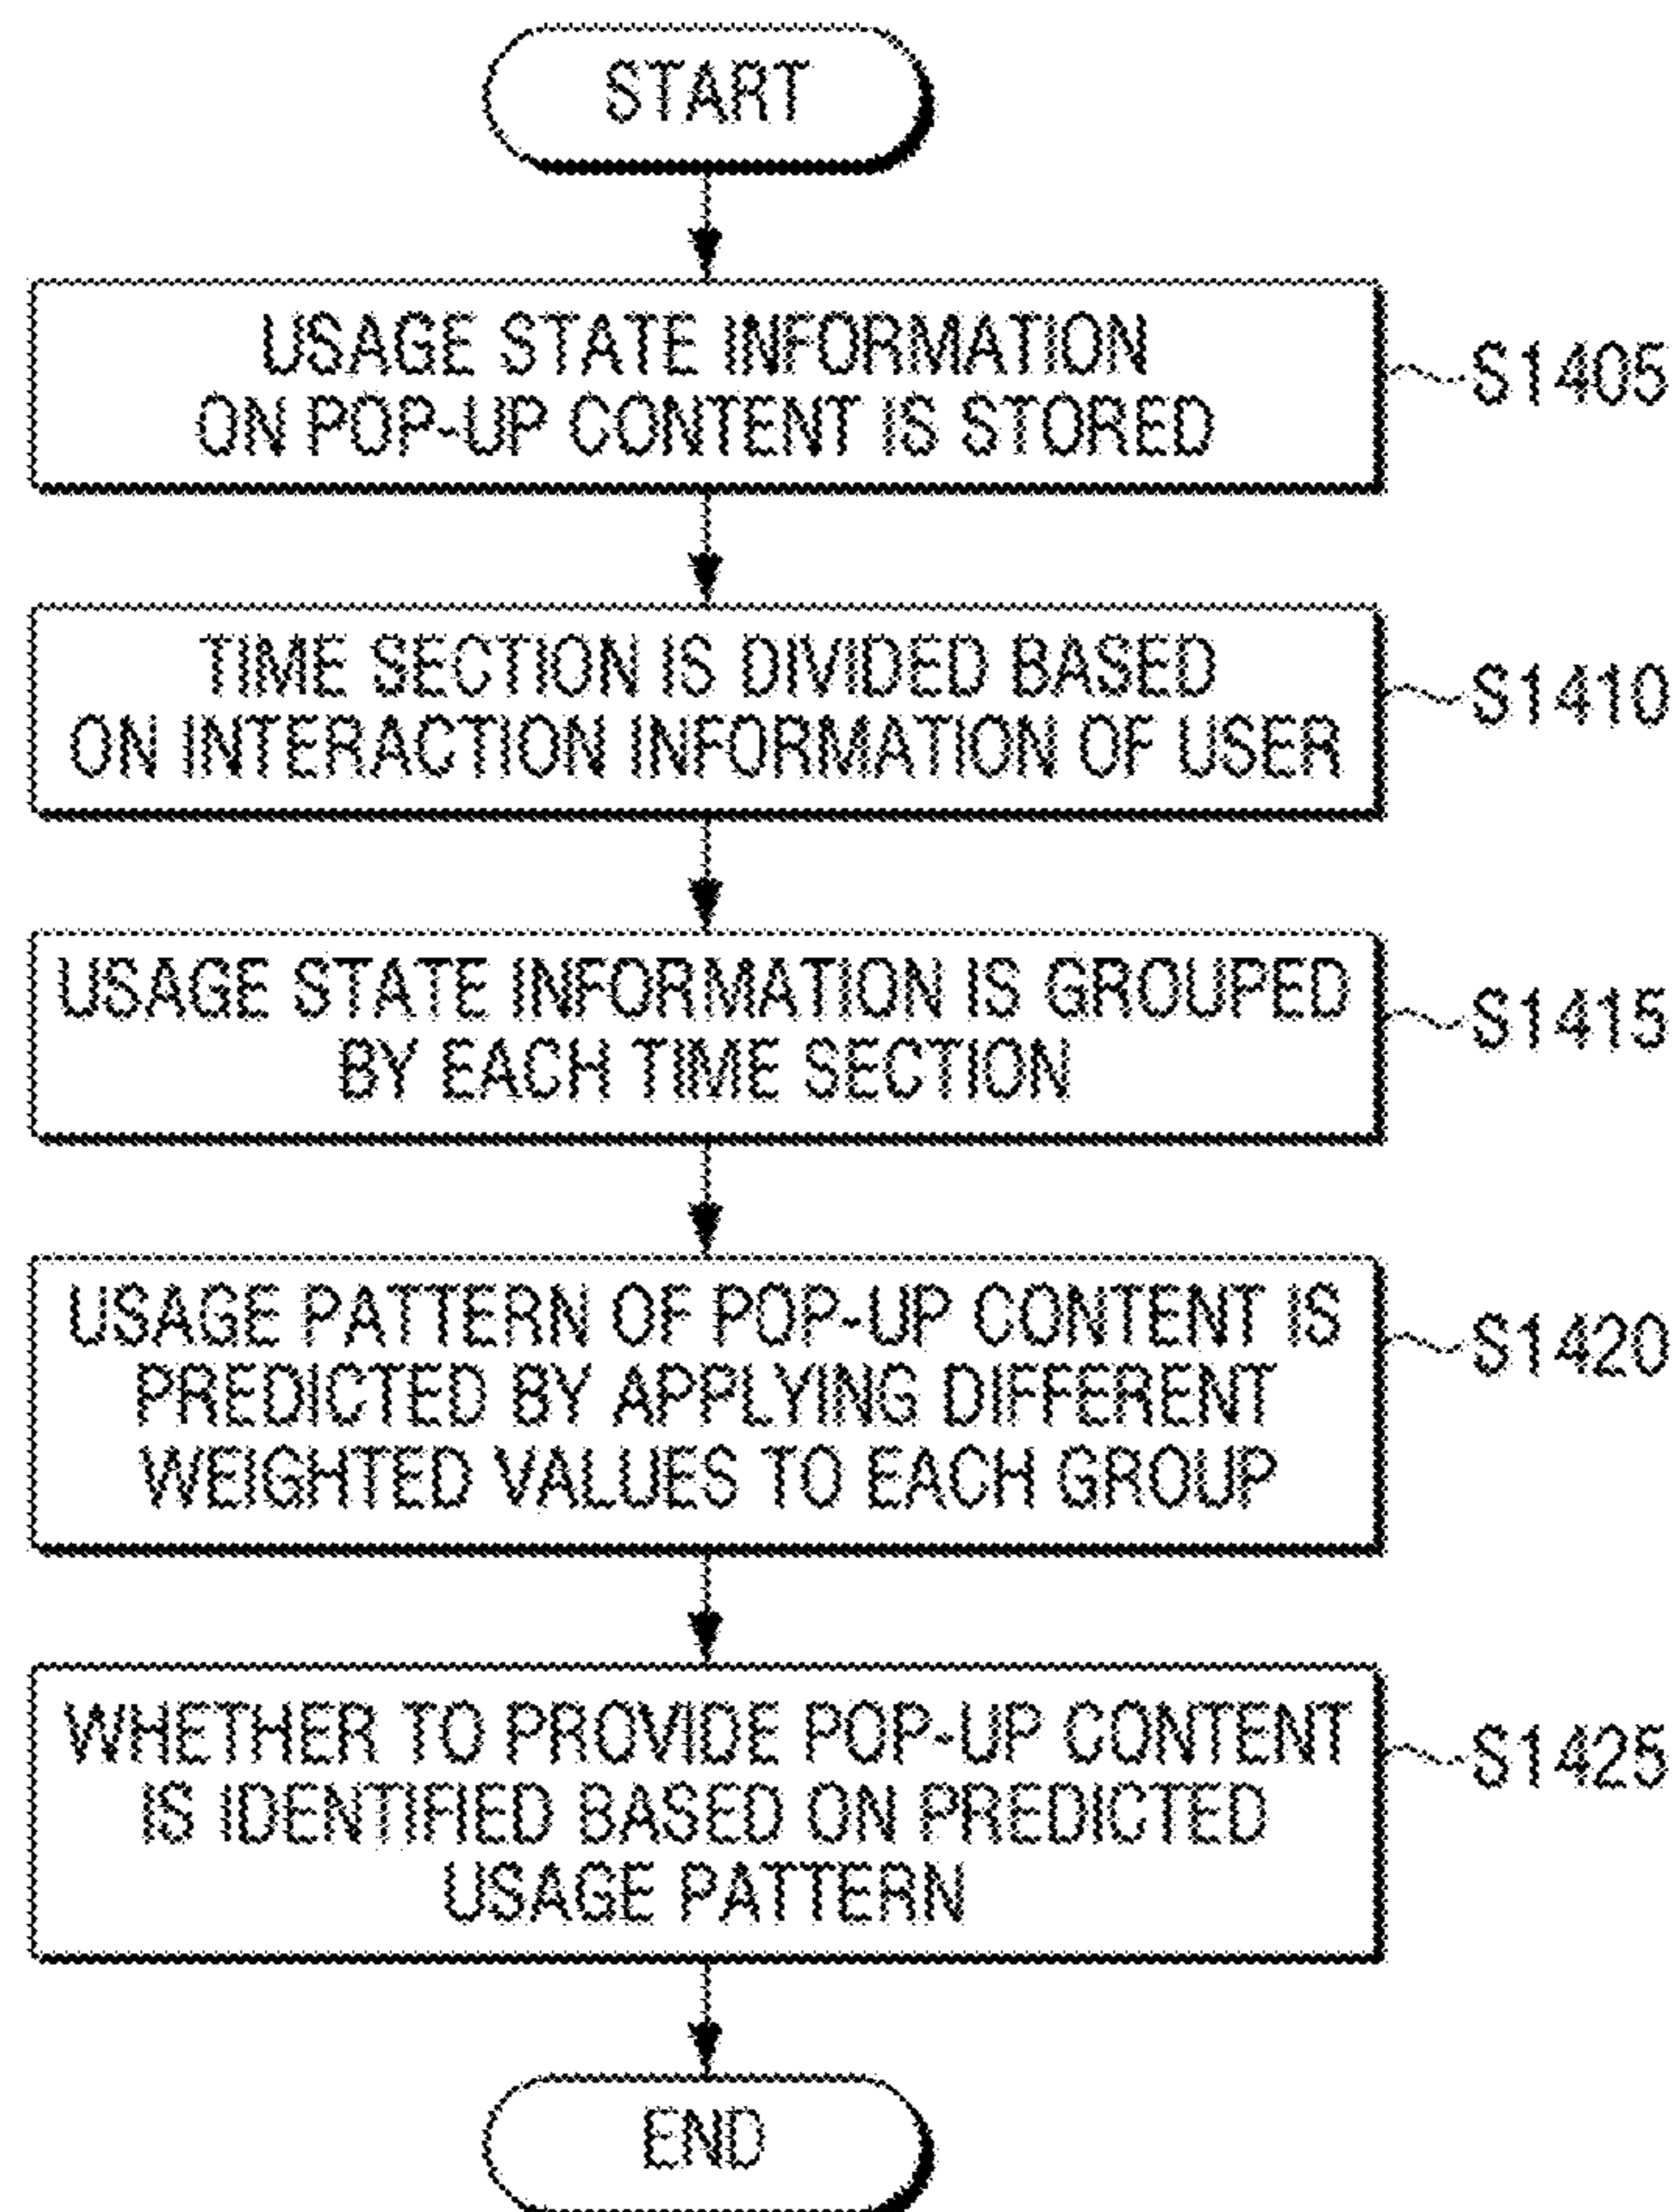 START
USAGE STATE INFORMATION
ON POP-UP CONTENT IS STORED
S1405
TIME SECTION IS DIVIDED BASED
ON INTERACTION INFORMATION OF USER
S1410
USAGE STATE INFORMATION IS GROUPED
BY EACH TIME SECTION
S1415
USAGE PATTERN OF POP-UP CONTENT IS
PREDICTED BY APPLYING DIFFERENT
WEIGHTED VALUES TO EACH GROUP
S1420
WHETHER TO PROVIDE POP-UP CONTENT
IS IDENTIFIED BASED ON PREDICTED
USAGE PATTERN
S1425
END